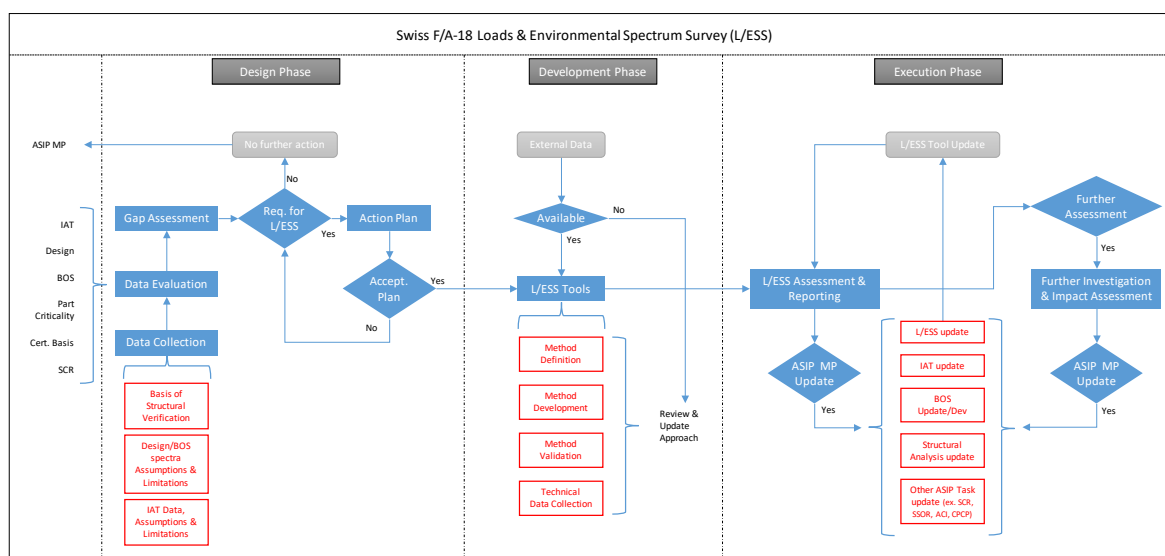 Swiss F/A-18 Loads & Environmental Spectrum Survey (L/ESS)
Design Phase
Development Phase
Execution Phase
ASIP MP
No further action
No
IAT
Design
BOS
Part
Criticality
Cert. Basis
SCR
Gap Assessment
Data Evaluation
Data Collection
Req. for
L/ESS
Yes
Action Plan
Accept.
Plan
Yes
No
Basis of
Structural
Verification
Design/BOS
spectra
Assumptions &
Limitations
IAT Data,
Assumptions &
Limitations
External Data
Available
No
Yes
L/ESS Tools
Method
Definition
Method
Development
Method
Validation
Technical
Data Collection
Review &
Update
Approach
L/ESS Tool Update
L/ESS Assessment &
Reporting
ASIP MP
Update
Yes
L/ESS update
IAT update
BOS
Update/Dev
Structural
Analysis update
Other ASIP Task
update (ex. SCR,
SSOR, ACI, CPCP)
Further
Assessment
Yes
Further Investigation
& Impact Assessment
ASIP MP
Update
Yes